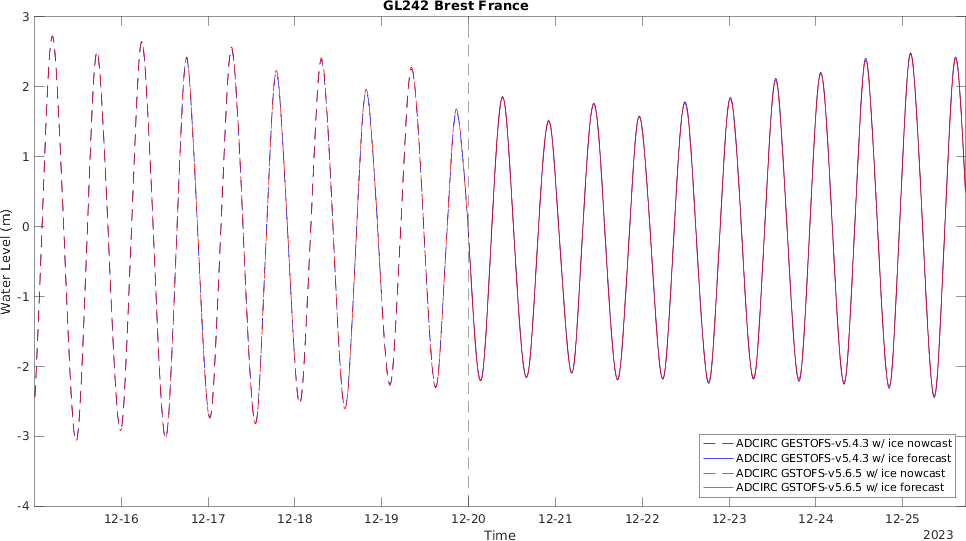 GL242 Brest France
3
2
1
0
-1
-2
-3
-4
Water Level (m)
12-16 12-17 12-18 12-19 12-20 12-21 12-22 12-23 12-24 12-25
Time
2023
ADCIRC GESTOFS-v5.4.3 w/ ice nowcast
ADCIRC GESTOFS-v5.4.3 w/ ice forecast
ADCIRC GSTOFS-v5.6.5 w/ ice nowcast
ADCIRC GSTOFS-v5.6.5 w/ ice forecast